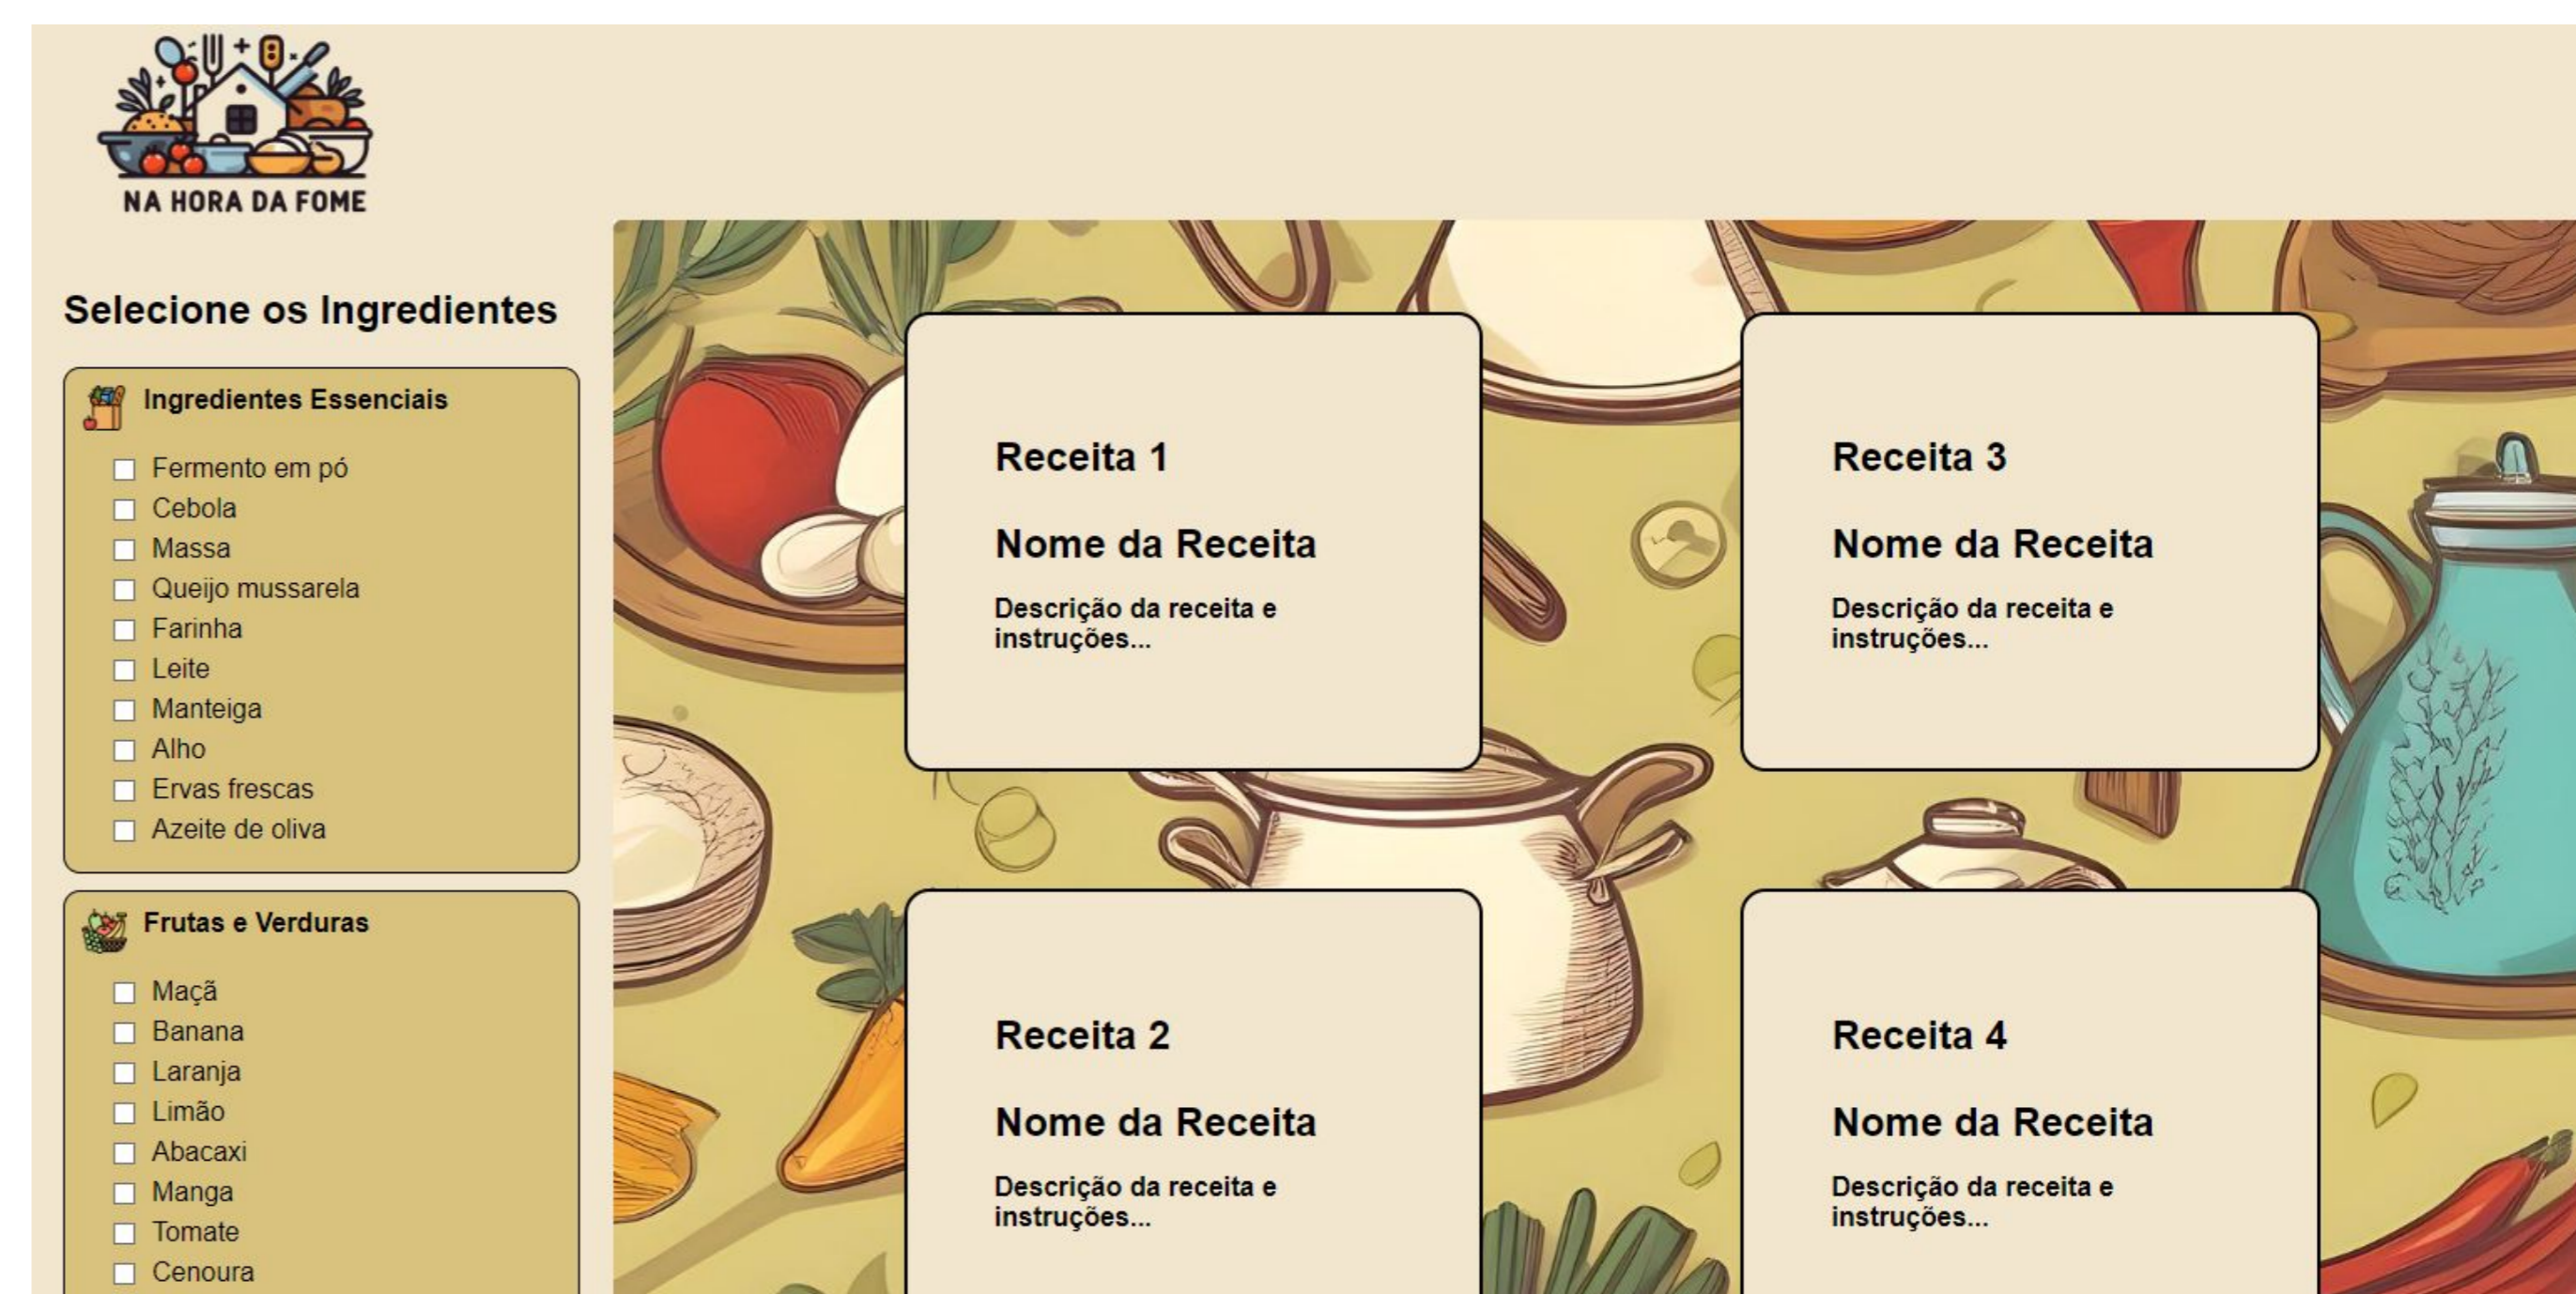 NA HORA DA FOME
Selecione os Ingredientes
Ingredientes Essenciais
Fermento em pó
Cebola
Massa
Queijo mussarela
Farinha
Leite
Manteiga
Alho
Ervas frescas
Azeite de oliva
Frutas e Verduras
Maçã
Banana
Laranja
Limão
Abacaxi
Manga
Tomate
Cenoura
Receita 1
Nome da Receita
Descrição da receita e
instruções...
Receita 3
Nome da Receita
Descrição da receita e
instruções...
Receita 2
Nome da Receita
Descrição da receita e
instruções...
Receita 4
Nome da Receita
Descrição da receita e
instruções...